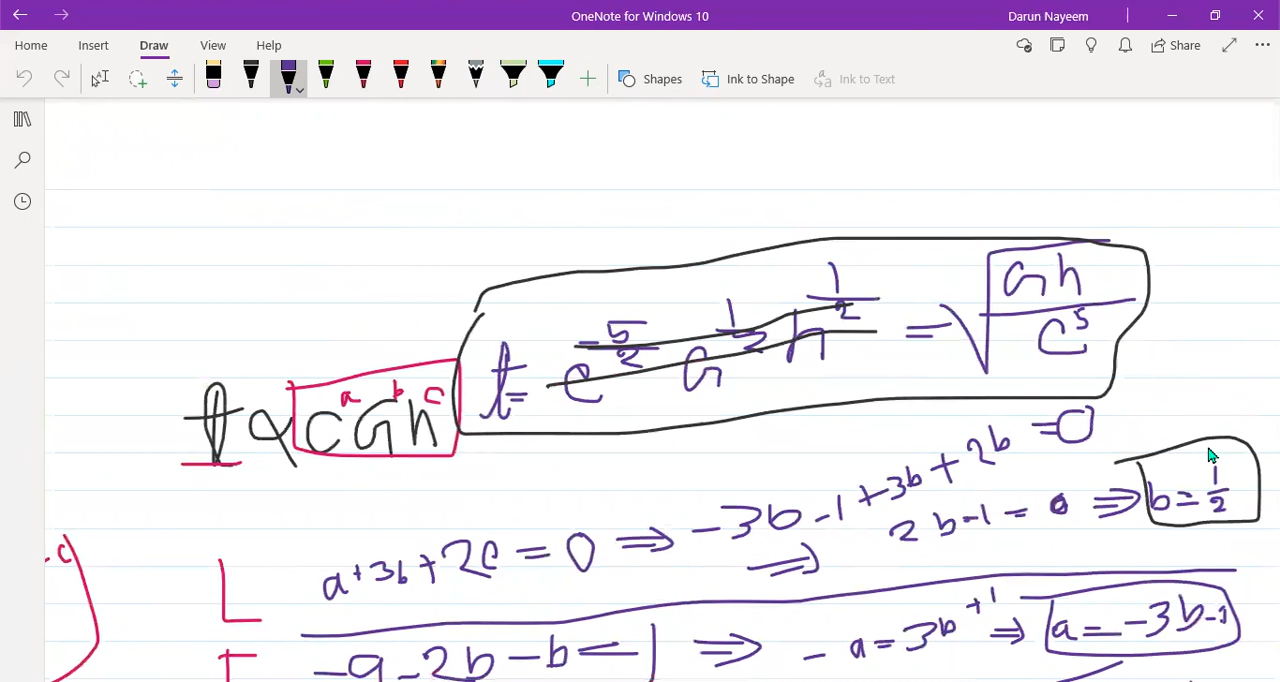 OneNote for Windows 10
Darun Nayeem
Home Insert Draw View Help
Share
Shapes
Ink to Shape
Ink to Text
t = c^{-5/2} G^{1/2} h^{1/2} = √(Gh/c^5)
t α c^a G^b h^c
a + 3b + 2c = 0 ⇒ -3b - 1 + 3b + 2b = 0
⇒ 2b - 1 = 0 ⇒ b = 1/2
-c)
L
T
-a - 2b - b = 1 ⇒ -a = 3b + 1 ⇒ a = -3b - 1